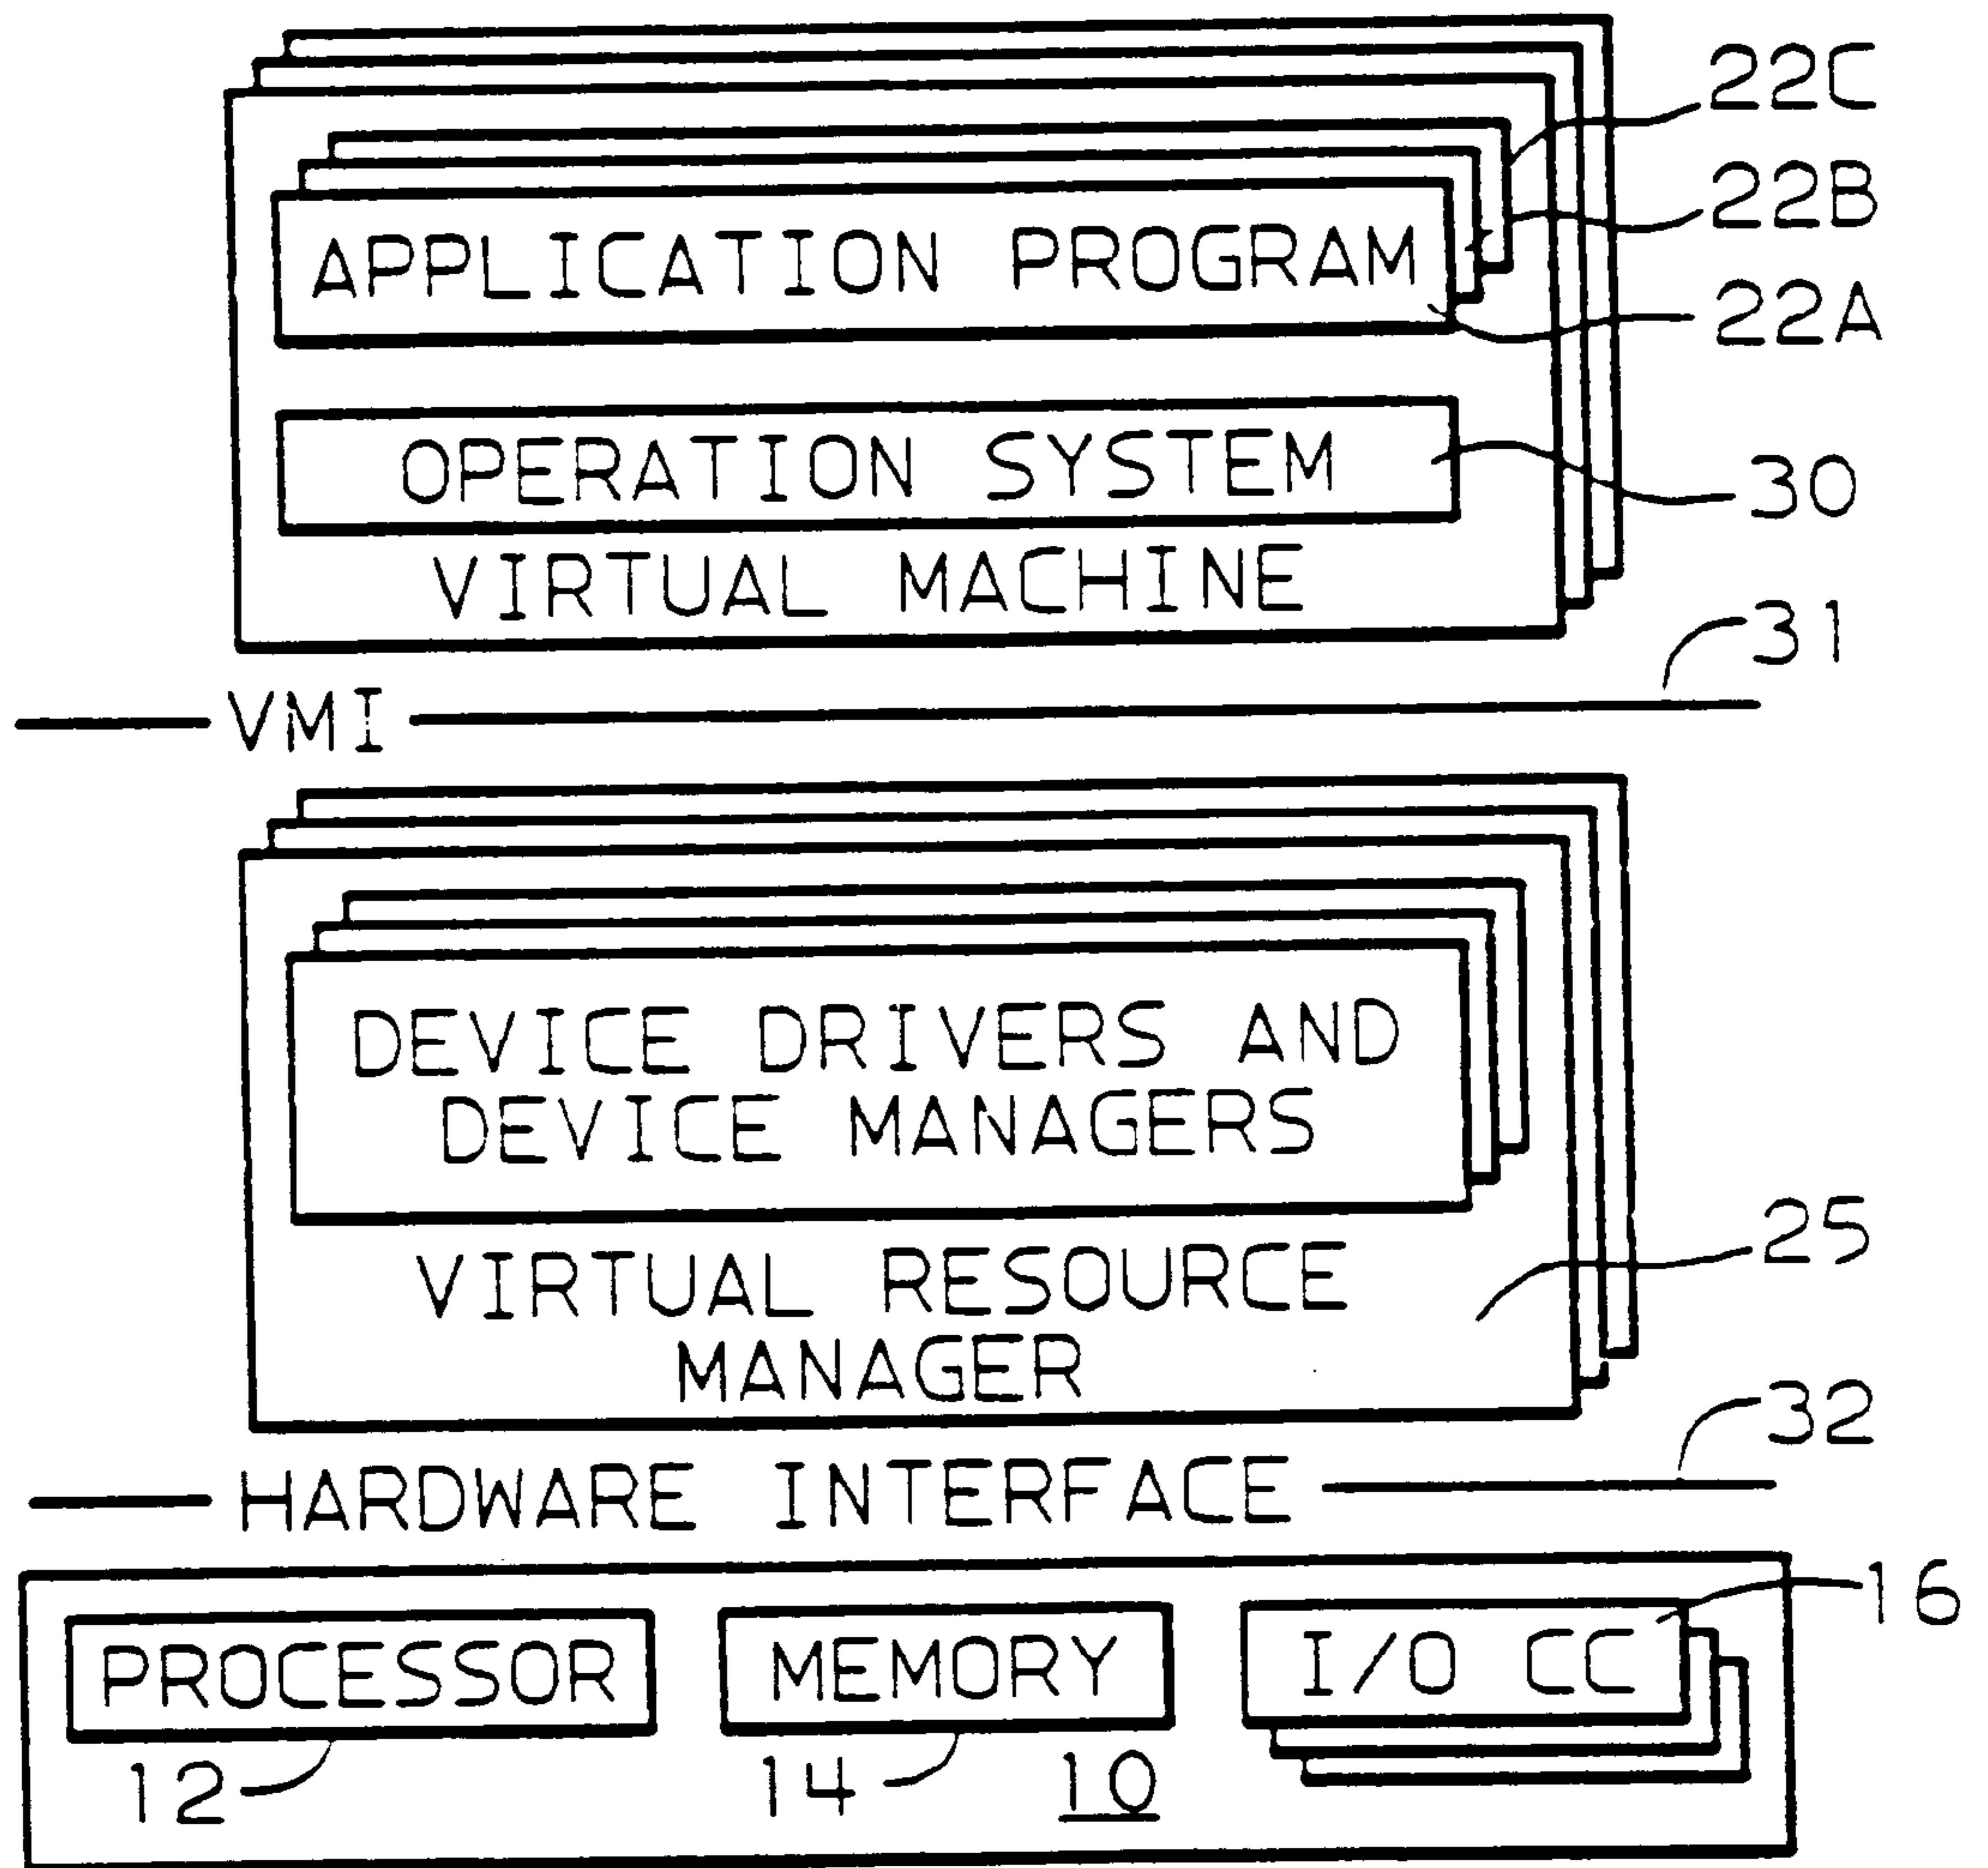 22C
22B
APPLICATION PROGRAM
22A
OPERATION SYSTEM
30
VIRTUAL MACHINE
31
VMI
DEVICE DRIVERS AND
DEVICE MANAGERS
25
VIRTUAL RESOURCE
MANAGER
32
HARDWARE INTERFACE
16
PROCESSOR MEMORY I/O CC
12 14 10